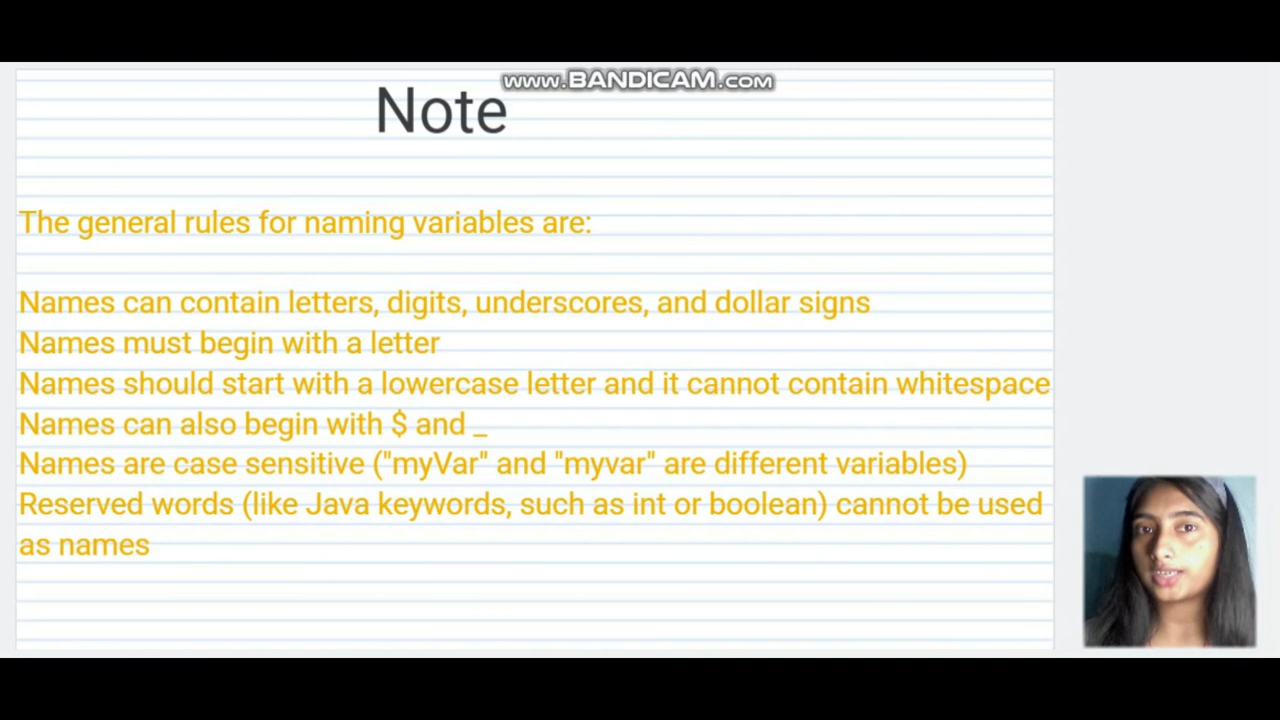 www.BANDICAM.com
Note
The general rules for naming variables are:
Names can contain letters, digits, underscores, and dollar signs
Names must begin with a letter
Names should start with a lowercase letter and it cannot contain whitespace
Names can also begin with $ and _
Names are case sensitive ("myVar" and "myvar" are different variables)
Reserved words (like Java keywords, such as int or boolean) cannot be used
as names